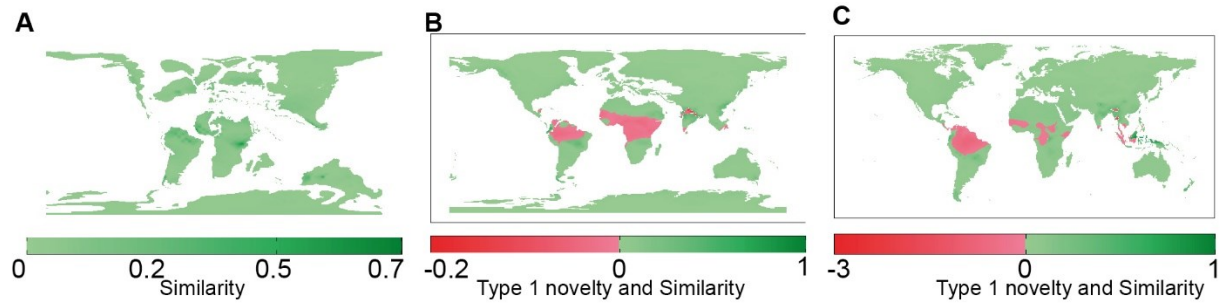 A
B
C
0 0.2 0.5 0.7
Similarity
-0.2 0 1
Type 1 novelty and Similarity
-3 0 1
Type 1 novelty and Similarity